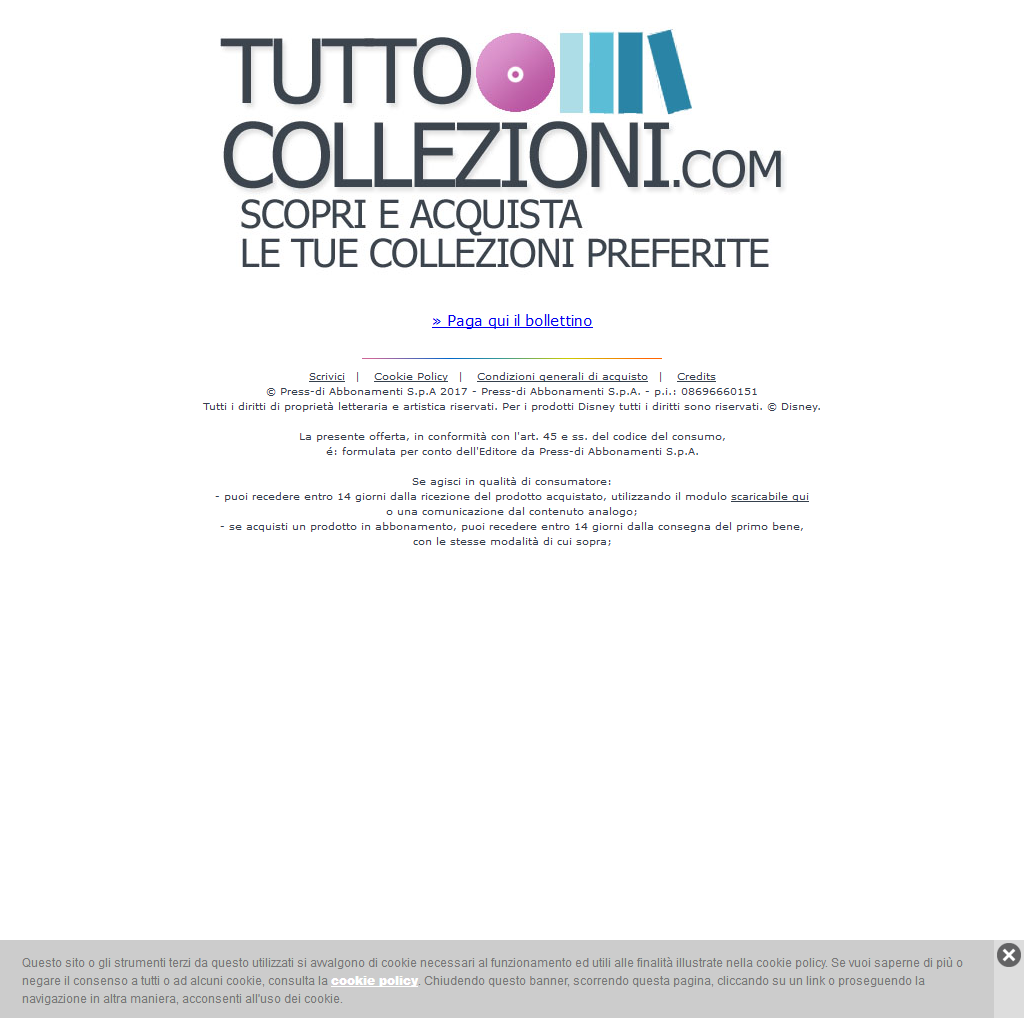 TUTTO
COLLEZIONI.COM
SCOPRI E ACQUISTA
LE TUE COLLEZIONI PREFERITE
» Paga qui il bollettino
Scrivici | Cookie Policy | Condizioni generali di acquisto | Credits
© Press-di Abbonamenti S.p.A 2017 - Press-di Abbonamenti S.p.A. - p.i.: 08696660151
Tutti i diritti di proprietà letteraria e artistica riservati. Per i prodotti Disney tutti i diritti sono riservati. © Disney.
La presente offerta, in conformità con l'art. 45 e ss. del codice del consumo,
é: formulata per conto dell'Editore da Press-di Abbonamenti S.p.A.
Se agisci in qualità di consumatore:
- puoi recedere entro 14 giorni dalla ricezione del prodotto acquistato, utilizzando il modulo scaricabile qui
o una comunicazione dal contenuto analogo;
- se acquisti un prodotto in abbonamento, puoi recedere entro 14 giorni dalla consegna del primo bene,
con le stesse modalità di cui sopra;
Questo sito o gli strumenti terzi da questo utilizzati si avvalgono di cookie necessari al funzionamento ed utili alle finalità illustrate nella cookie policy. Se vuoi saperne di più o
negare il consenso a tutti o ad alcuni cookie, consulta la cookie policy. Chiudendo questo banner, scorrendo questa pagina, cliccando su un link o proseguendo la
navigazione in altra maniera, acconsenti all'uso dei cookie.